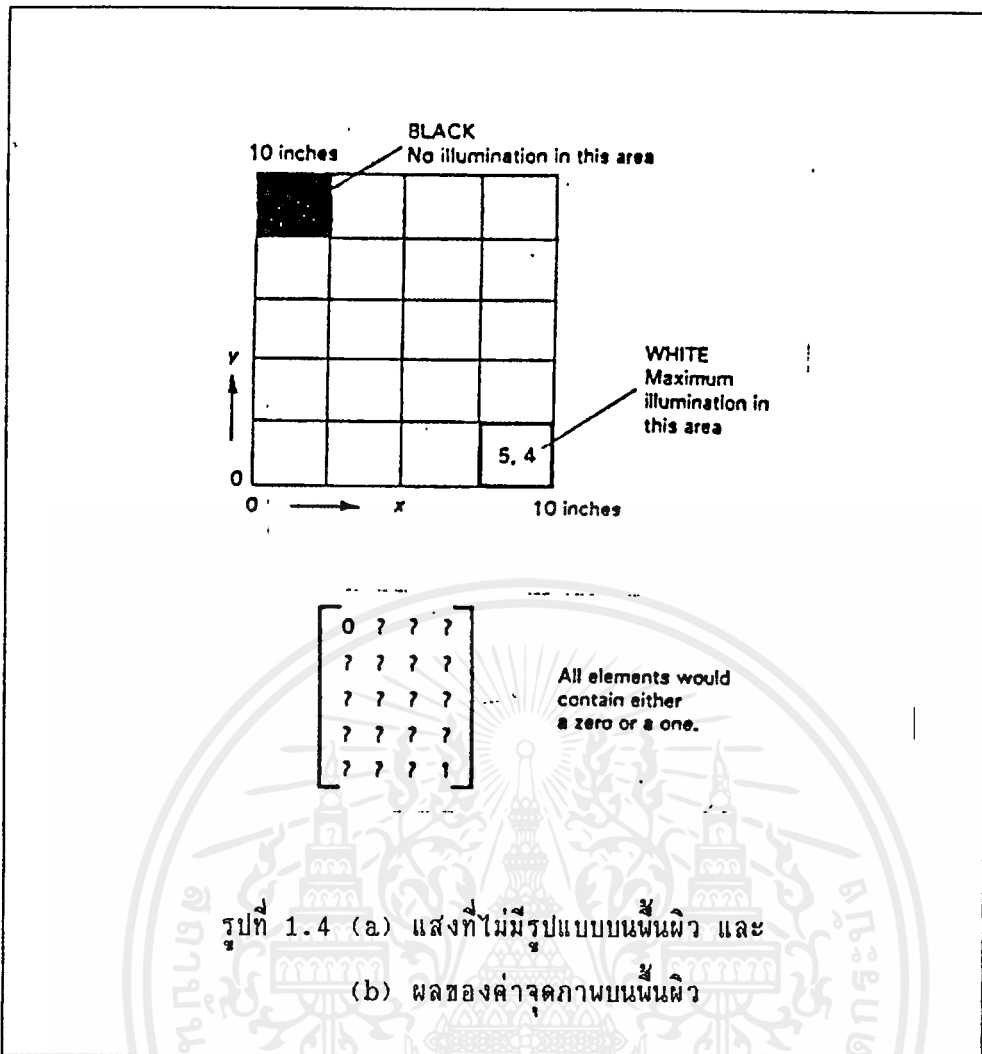 BLACK
10 inches No illumination in this area
y
WHITE
Maximum
illumination in
this area
5, 4
0
0 x 10 inches
0 ? ? ?
? ? ? ?
? ? ? ?
? ? ? ?
? ? ? 1
All elements would
contain either
a zero or a one.
รูปที่ 1.4 (a) แสงที่ไม่มีรูปแบบบนพื้นผิว และ
(b) ผลของค่าจุดภาพบนพื้นผิว